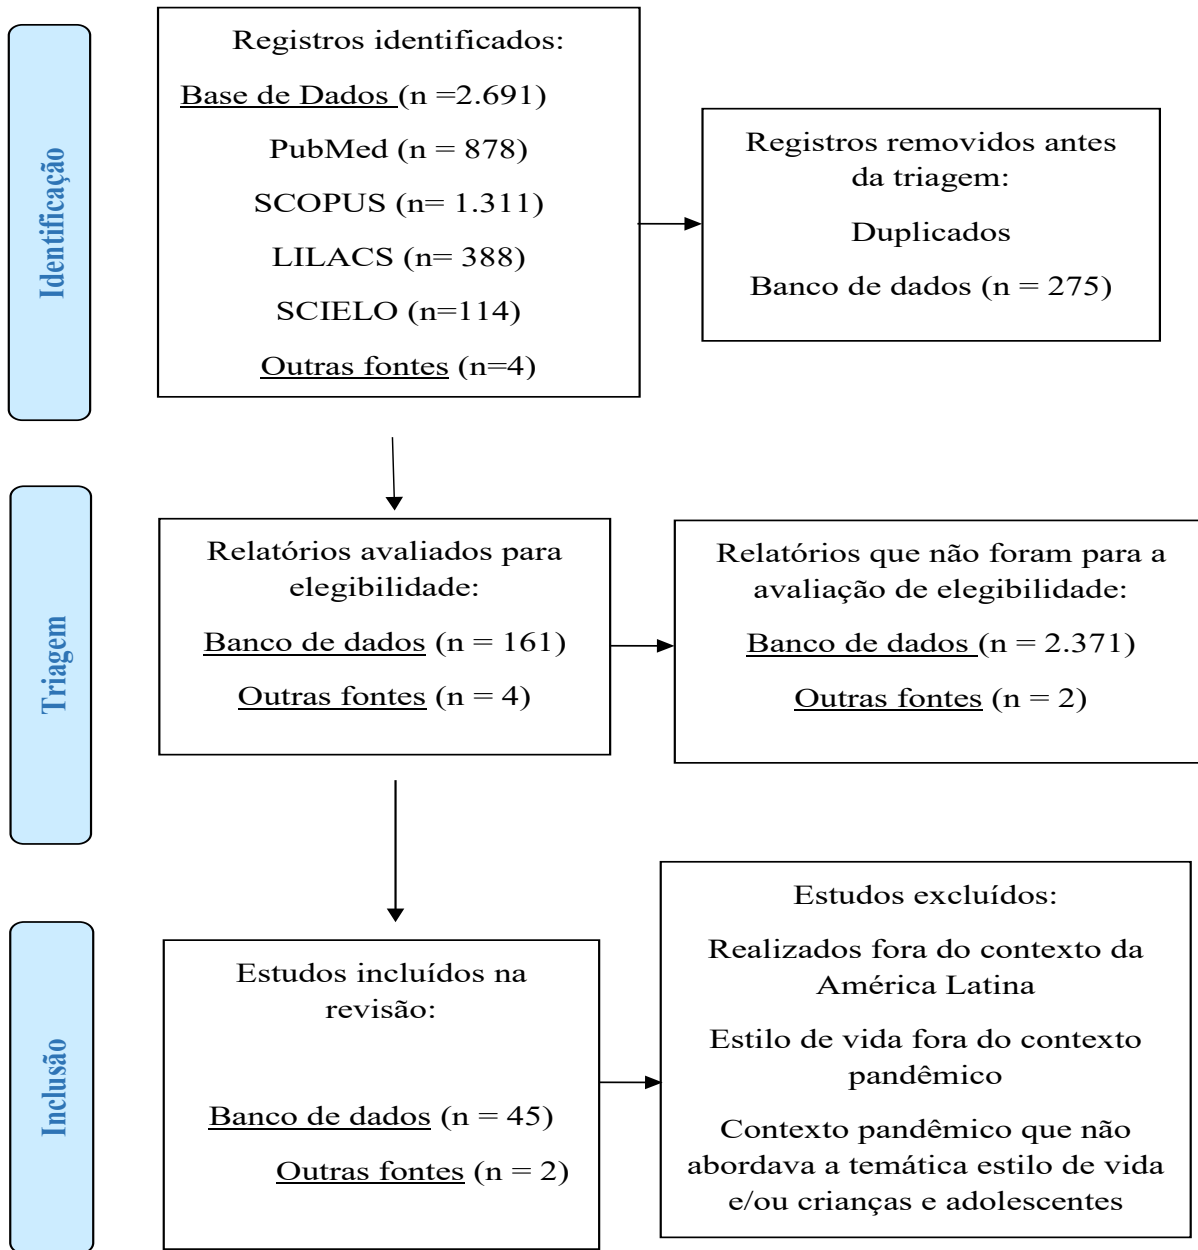 Identificação
Registros identificados:
Base de Dados (n =2.691)
PubMed (n = 878)
SCOPUS (n= 1.311)
LILACS (n= 388)
SCIELO (n=114)
Outras fontes (n=4)
Registros removidos antes
da triagem:
Duplicados
Banco de dados (n = 275)
Triagem
Relatórios avaliados para
elegibilidade:
Banco de dados (n = 161)
Outras fontes (n = 4)
Relatórios que não foram para a
avaliação de elegibilidade:
Banco de dados (n = 2.371)
Outras fontes (n = 2)
Inclusão
Estudos incluídos na
revisão:
Banco de dados (n = 45)
Outras fontes (n = 2)
Estudos excluídos:
Realizados fora do contexto da
América Latina
Estilo de vida fora do contexto
pandêmico
Contexto pandêmico que não
abordava a temática estilo de vida
e/ou crianças e adolescentes